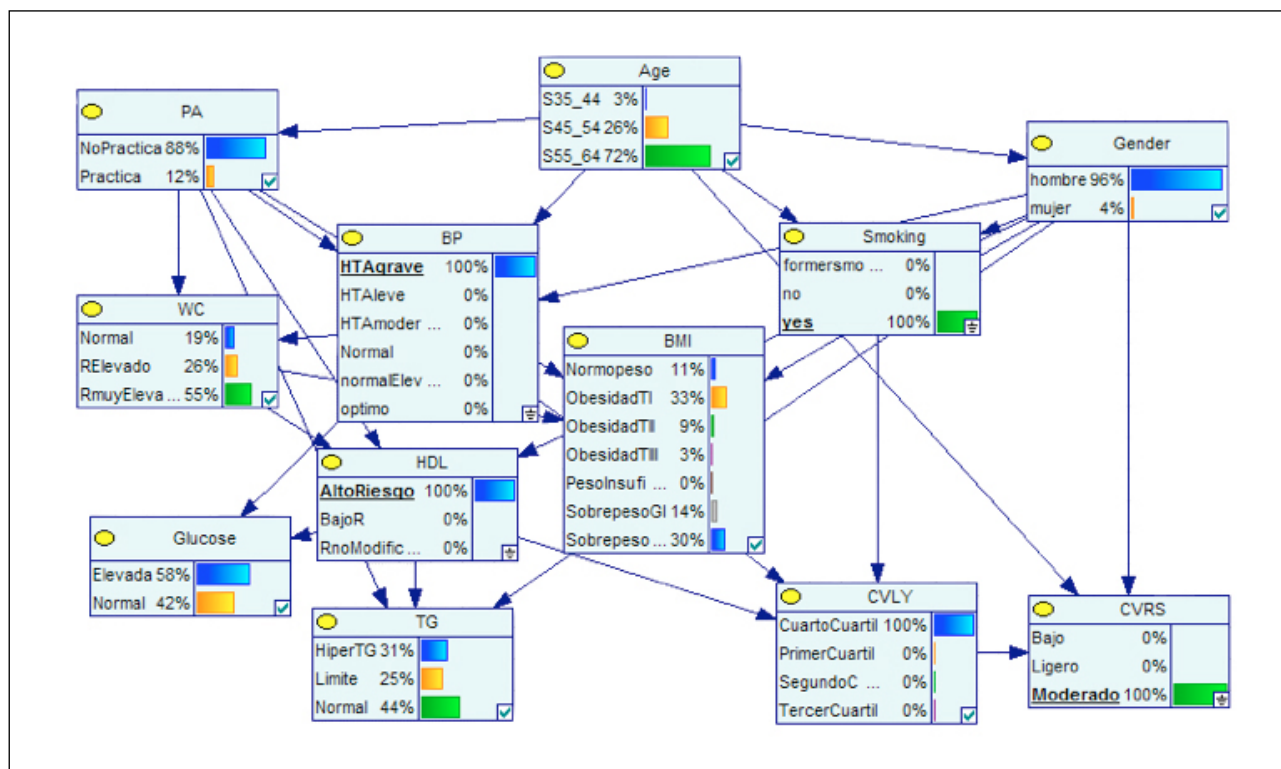 Age
S35_44 3%
S45_54 26%
S55_64 72%
PA
NoPractica 88%
Practica 12%
Gender
hombre 96%
mujer 4%
BP
HTAgrave 100%
HTAleve 0%
HTAmoder ... 0%
Normal 0%
normalElev ... 0%
optimo 0%
Smoking
formersmo ... 0%
no 0%
yes 100%
WC
Normal 19%
RElevado 26%
RmuyEleva ... 55%
BMI
Normopeso 11%
ObesidadTI 33%
ObesidadTII 9%
ObesidadTIII 3%
PesoInsufi ... 0%
SobrepesoGI 14%
Sobrepeso ... 30%
HDL
AltoRiesgo 100%
BajoR 0%
RnoModific ... 0%
Glucose
Elevada 58%
Normal 42%
TG
HiperTG 31%
Limite 25%
Normal 44%
CVLY
CuartoCuartil 100%
PrimerCuartil 0%
SegundoC ... 0%
TercerCuartil 0%
CVRS
Bajo 0%
Ligero 0%
Moderado 100%